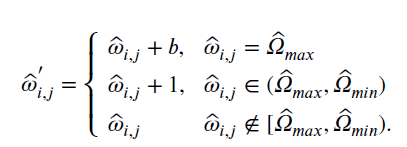 ω̂'ᵢ,ⱼ = { ω̂ᵢ,ⱼ + b, ω̂ᵢ,ⱼ = Ω̂ₘₐₓ
ω̂ᵢ,ⱼ + 1, ω̂ᵢ,ⱼ ∈ (Ω̂ₘₐₓ, Ω̂ₘᵢₙ)
ω̂ᵢ,ⱼ ω̂ᵢ,ⱼ ∉ [Ω̂ₘₐₓ, Ω̂ₘᵢₙ).